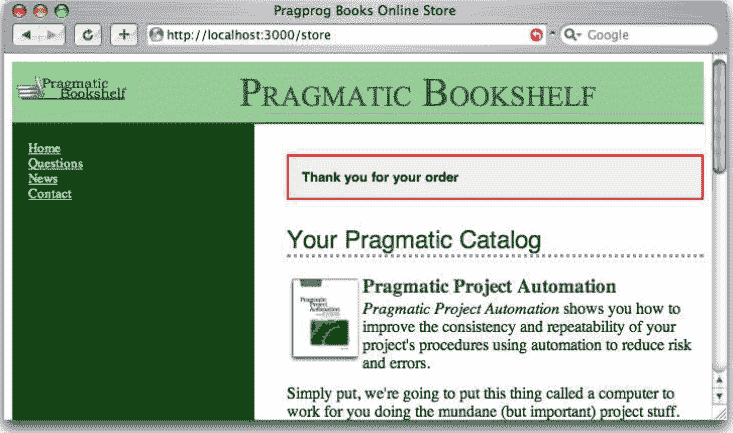 Pragprog Books Online Store
http://localhost:3000/store
Google
Pragmatic
Bookshelf
PRAGMATIC BOOKSHELF
Home
Questions
News
Contact
Thank you for your order
Your Pragmatic Catalog
Pragmatic Project Automation
Pragmatic Project Automation shows you how to
improve the consistency and repeatability of your
project's procedures using automation to reduce risk
and errors.
Pragmatic
Project
Automation
Simply put, we're going to put this thing called a computer to
work for you doing the mundane (but important) project stuff.